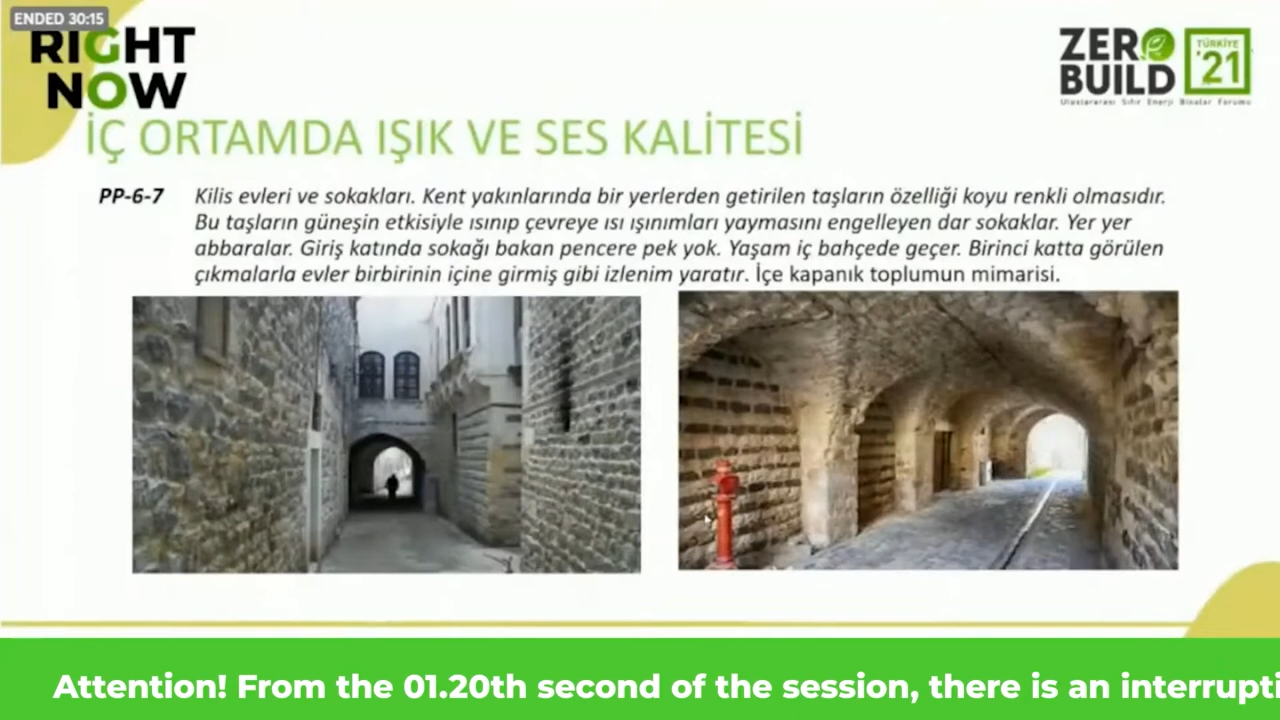 ENDED 30:15
RIGHT
NOW
ZERO
BUILD
TÜRKİYE
'21
Uluslararası Sıfır Enerji Binalar Forumu
İÇ ORTAMDA IŞIK VE SES KALİTESİ
PP-6-7 Kilis evleri ve sokakları. Kent yakınlarında bir yerlerden getirilen taşların özelliği koyu renkli olmasıdır.
Bu taşların güneşin etkisiyle ısınıp çevreye ısı ışınımları yaymasını engelleyen dar sokaklar. Yer yer
abbaralar. Giriş katında sokağı bakan pencere pek yok. Yaşam iç bahçede geçer. Birinci katta görülen
çıkmalarla evler birbirinin içine girmiş gibi izlenim yaratır. İçe kapanık toplumun mimarisi.
Attention! From the 01.20th second of the session, there is an interrupti